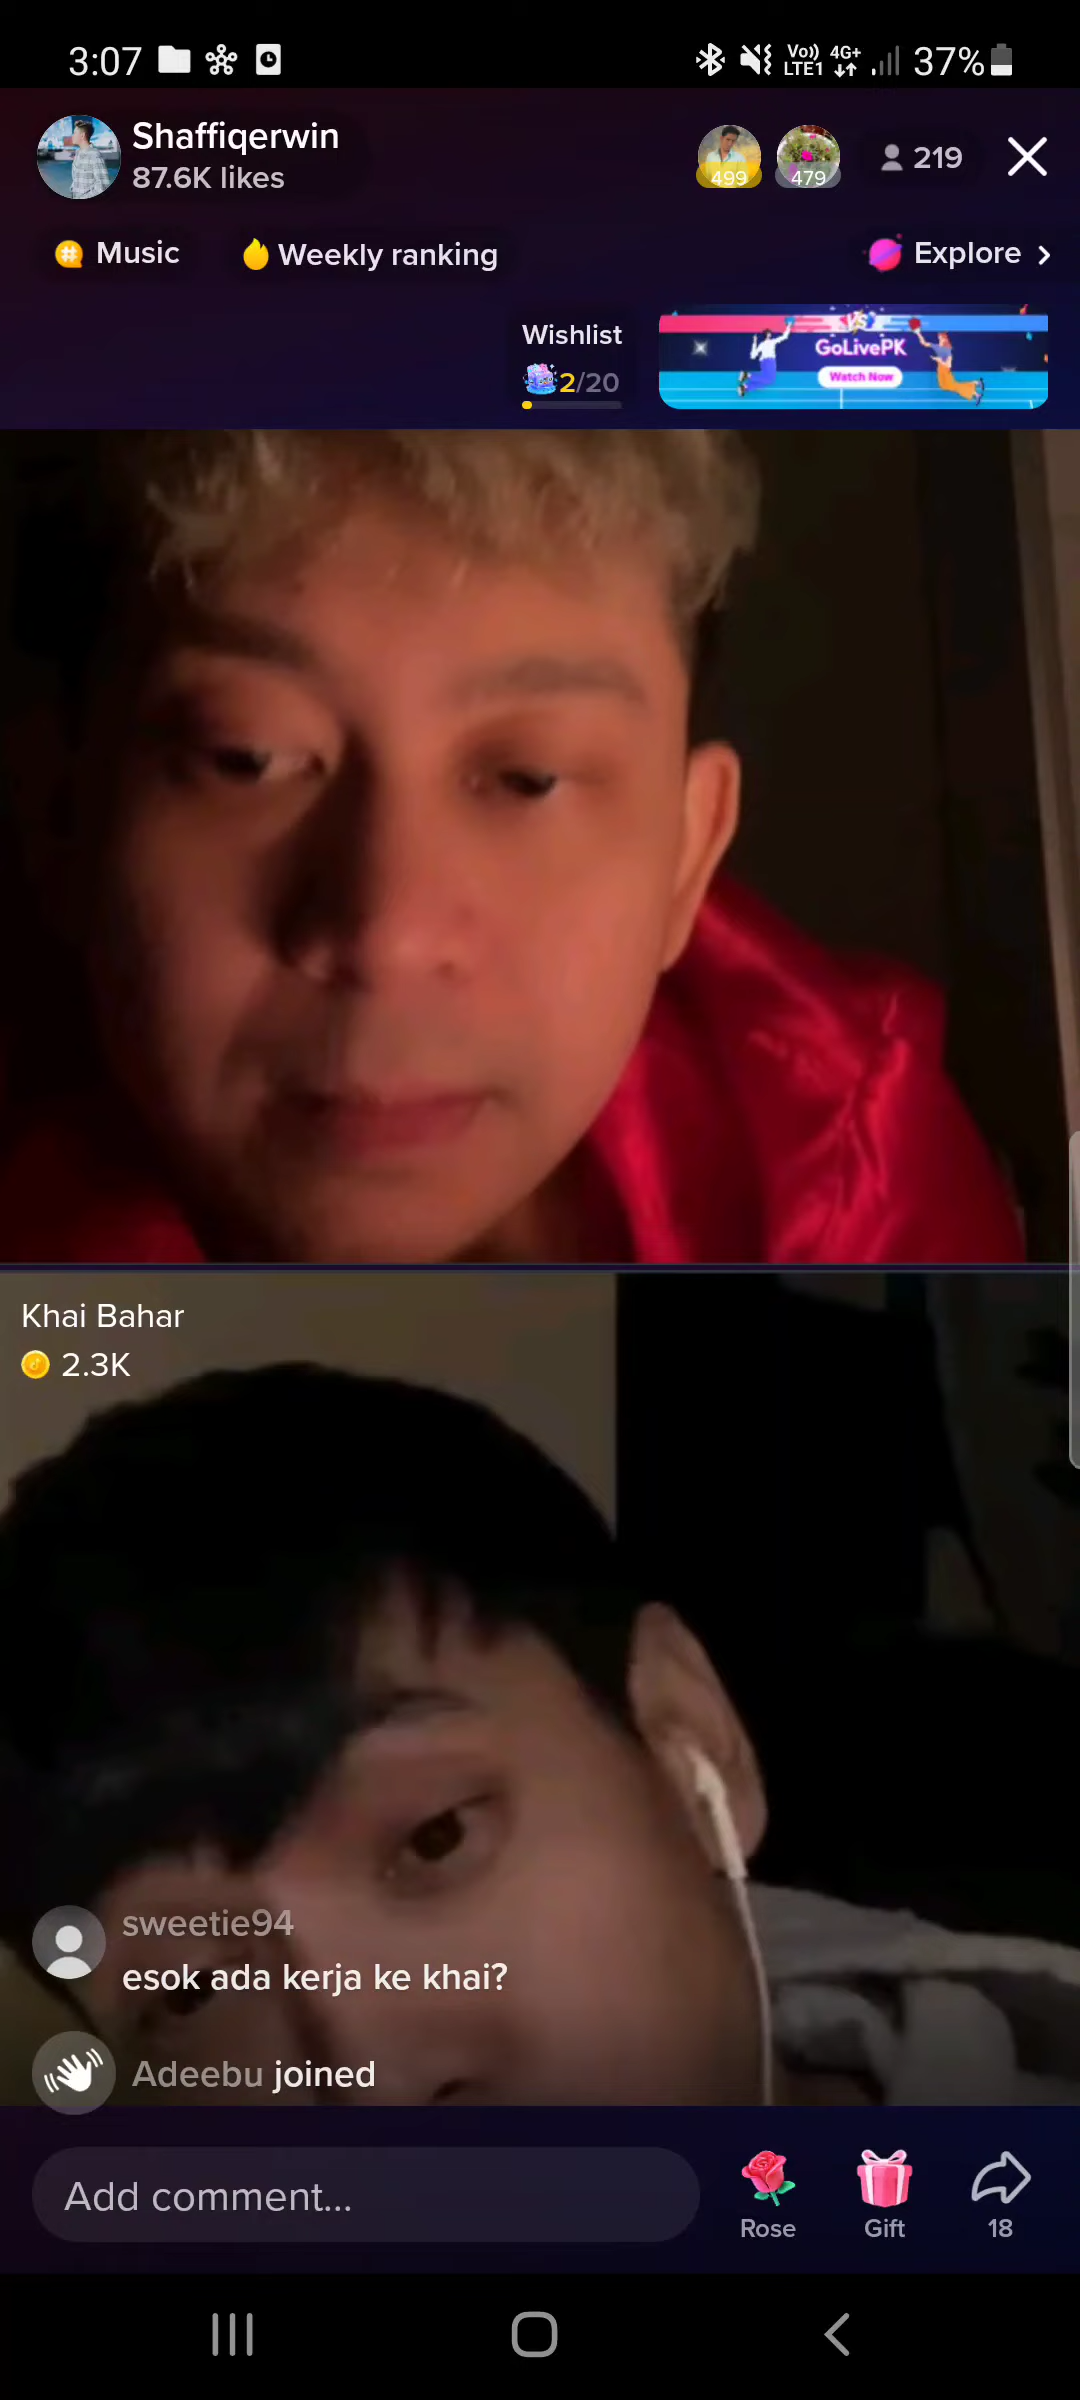 3:07
Vo))
LTE1
4G+
37%
Shaffiqerwin
87.6K likes
499
479
219
Music
Weekly ranking
Explore
Wishlist
2/20
VS
GoLivePK
Watch Now
Khai Bahar
2.3K
sweetie94
esok ada kerja ke khai?
Adeebu joined
Add comment...
Rose
Gift
18